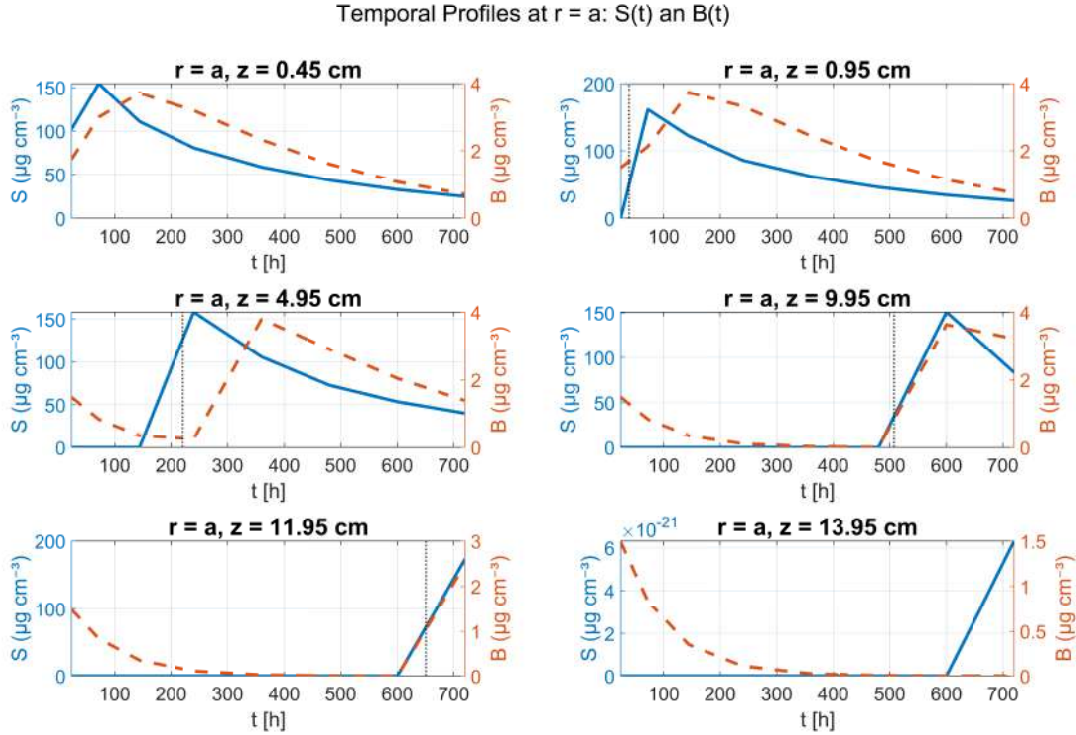 Temporal Profiles at r = a: S(t) an B(t)
r = a, z = 0.45 cm
S (µg cm⁻³)
0
50
100
150
B (µg cm⁻³)
0
2
4
100 200 300 400 500 600 700
t [h]
r = a, z = 0.95 cm
S (µg cm⁻³)
0
100
200
B (µg cm⁻³)
0
2
4
100 200 300 400 500 600 700
t [h]
r = a, z = 4.95 cm
S (µg cm⁻³)
0
50
100
150
B (µg cm⁻³)
0
2
4
100 200 300 400 500 600 700
t [h]
r = a, z = 9.95 cm
S (µg cm⁻³)
0
50
100
150
B (µg cm⁻³)
0
2
4
100 200 300 400 500 600 700
t [h]
r = a, z = 11.95 cm
S (µg cm⁻³)
0
100
200
B (µg cm⁻³)
0
1
2
3
100 200 300 400 500 600 700
t [h]
r = a, z = 13.95 cm
×10⁻²¹
S (µg cm⁻³)
0
2
4
6
B (µg cm⁻³)
0
0.5
1
1.5
100 200 300 400 500 600 700
t [h]